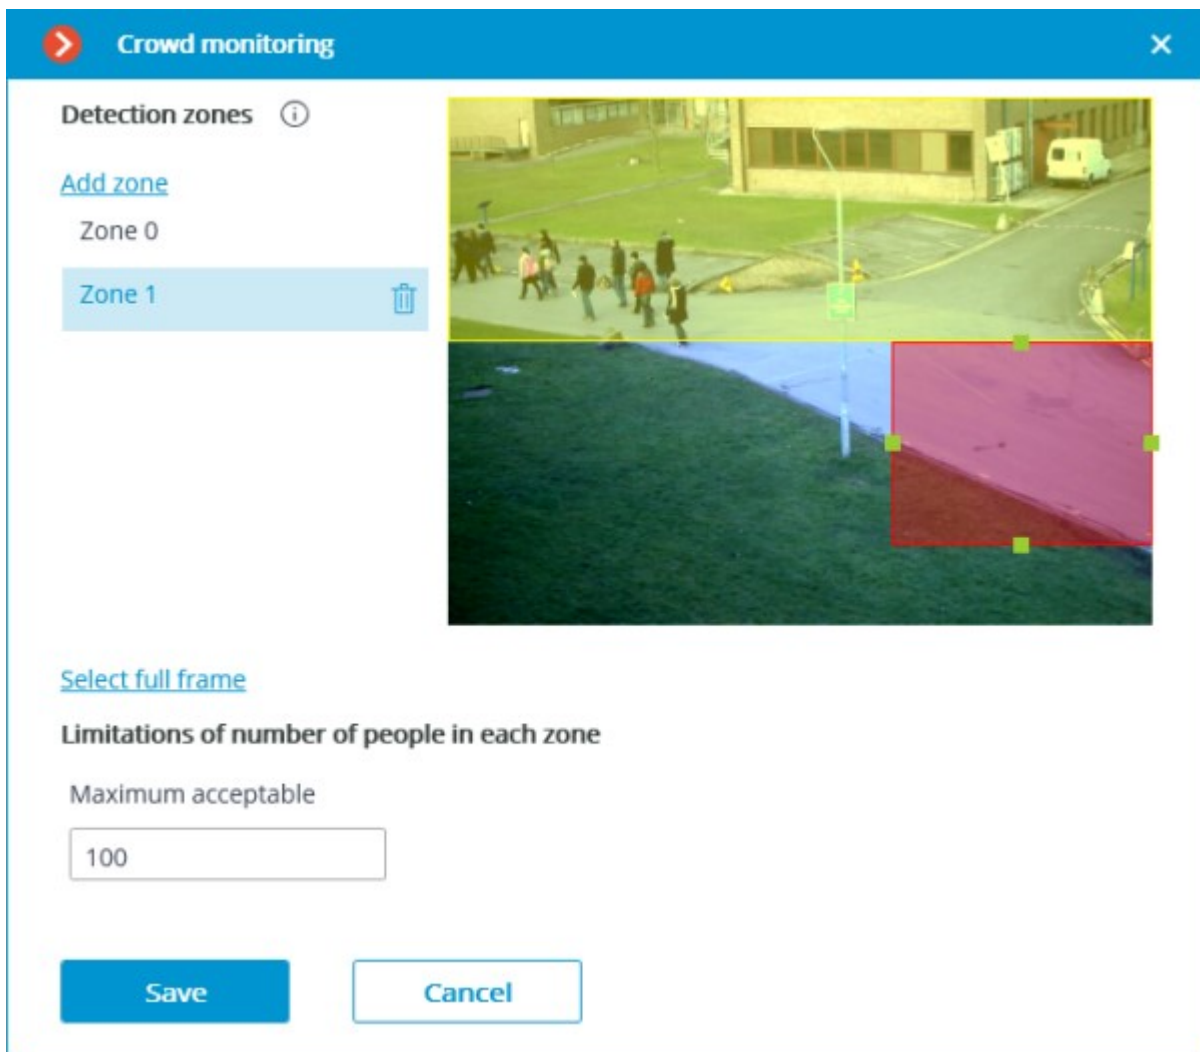 Crowd monitoring
Detection zones
Add zone
Zone 0
Zone 1
Select full frame
Limitations of number of people in each zone
Maximum acceptable
100
Save
Cancel